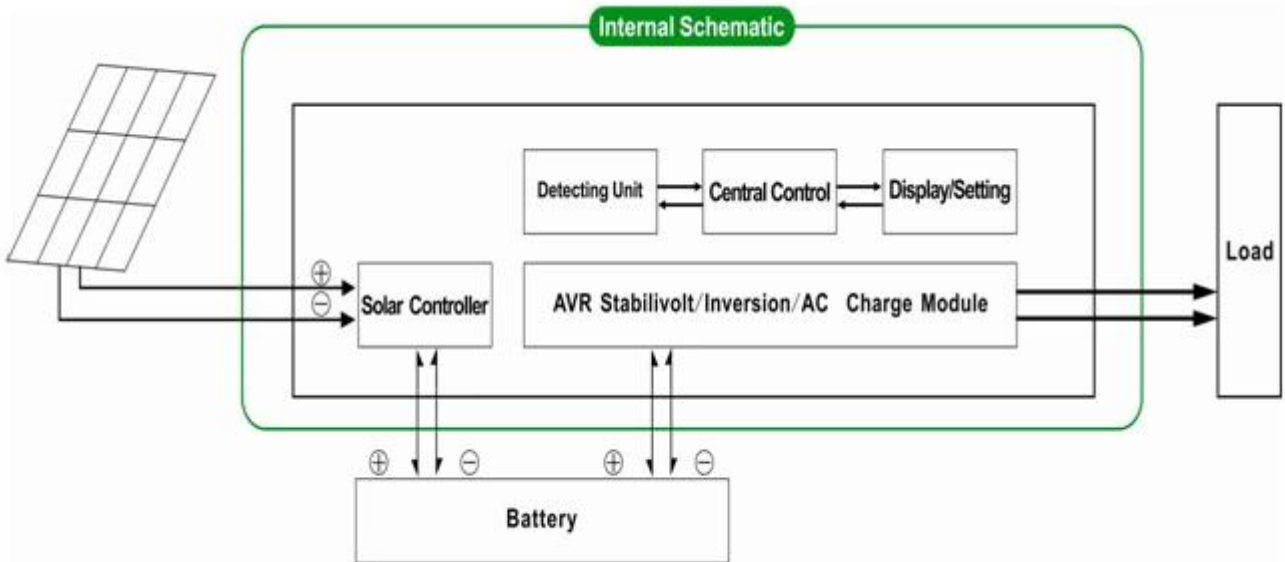 Internal Schematic
Detecting Unit
Central Control
Display/Setting
Load
⊕
⊖
Solar Controller
AVR Stabilivolt/Inversion/AC Charge Module
⊕ ⊖ ⊕ ⊖
Battery